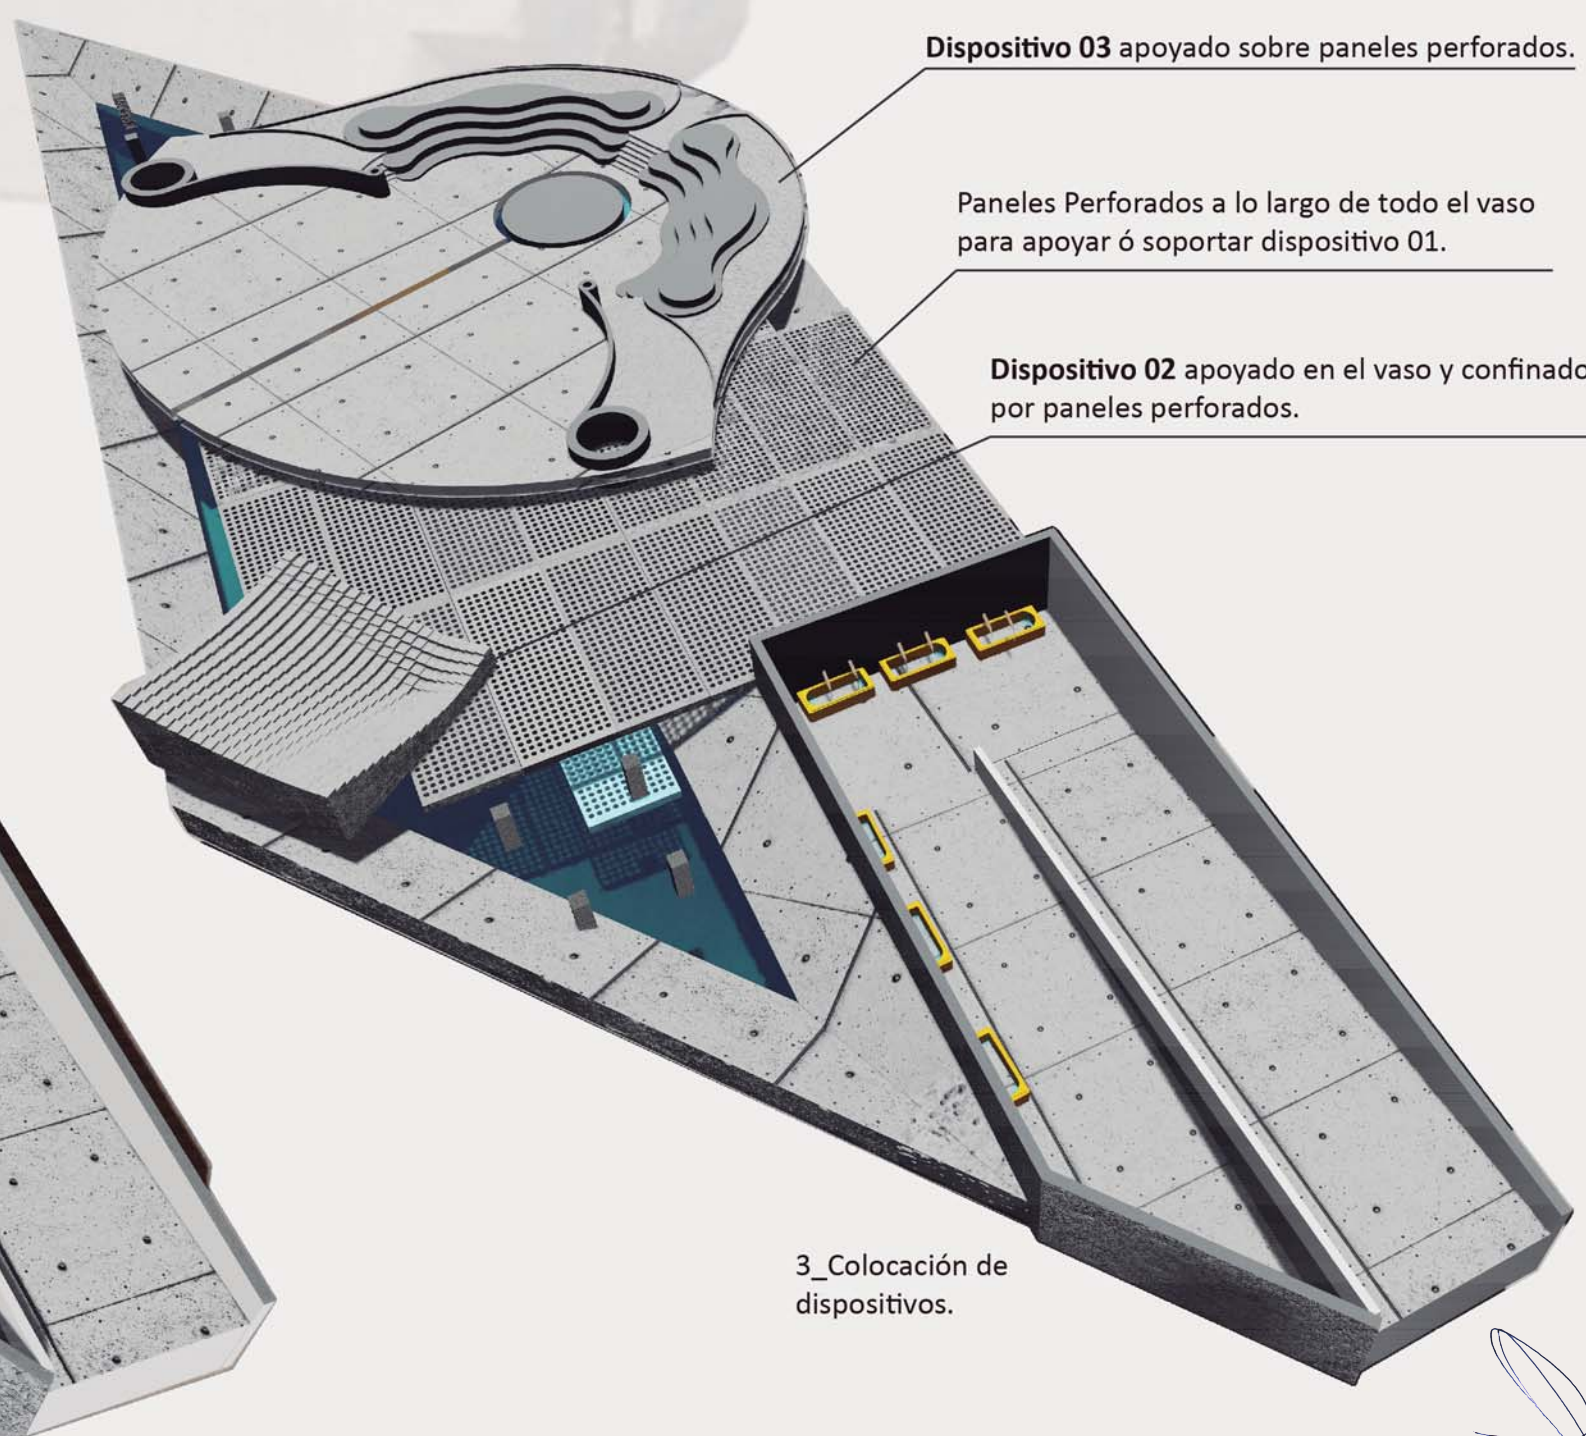 Dispositivo 03 apoyado sobre paneles perforados.
Paneles Perforados a lo largo de todo el vaso
para apoyar ó soportar dispositivo 01.
Dispositivo 02 apoyado en el vaso y confinado
por paneles perforados.
3_Colocación de
dispositivos.